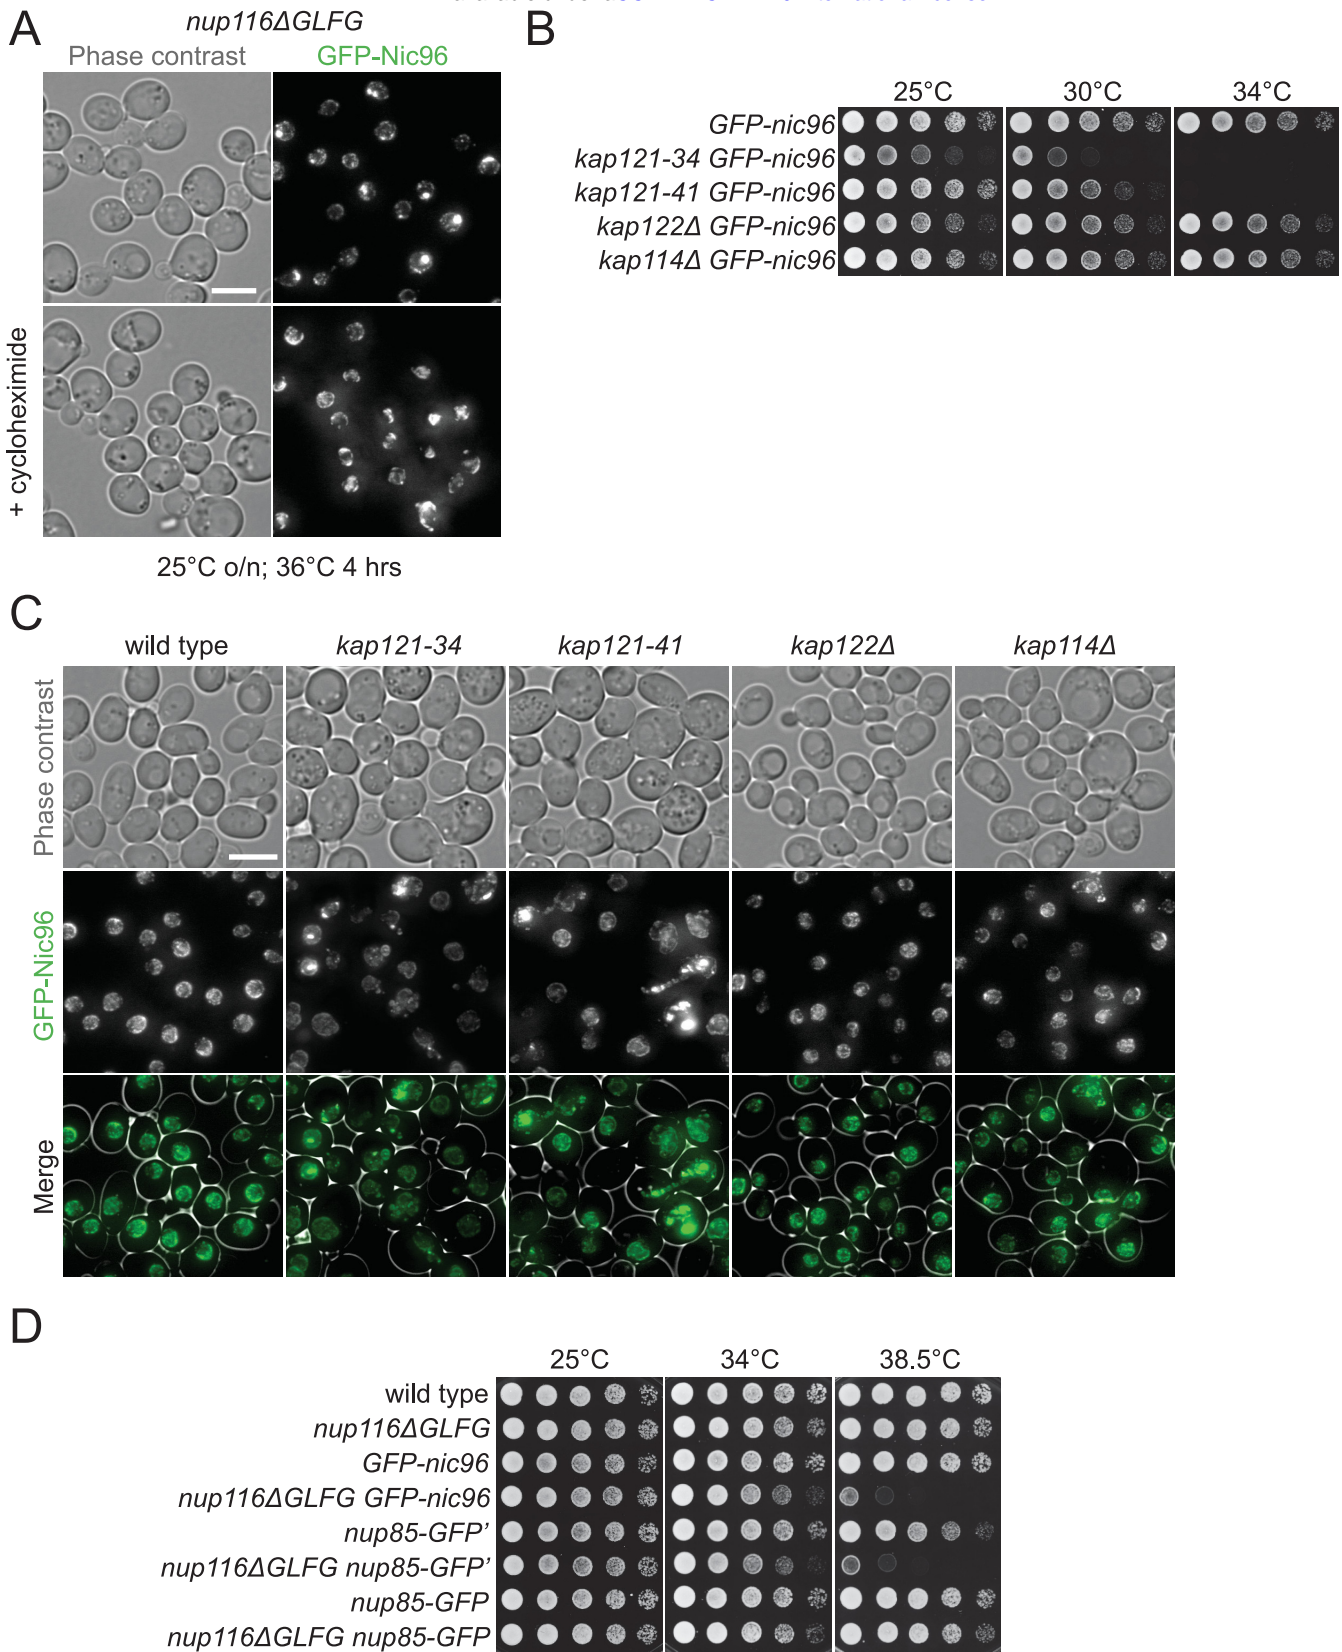 A
nup116ΔGLFG
Phase contrast GFP-Nic96
+ cycloheximide
25°C o/n; 36°C 4 hrs
B
25°C 30°C 34°C
GFP-nic96
kap121-34 GFP-nic96
kap121-41 GFP-nic96
kap122Δ GFP-nic96
kap114Δ GFP-nic96
C
wild type kap121-34 kap121-41 kap122Δ kap114Δ
Phase contrast
GFP-Nic96
Merge
D
25°C 34°C 38.5°C
wild type
nup116ΔGLFG
GFP-nic96
nup116ΔGLFG GFP-nic96
nup85-GFP'
nup116ΔGLFG nup85-GFP'
nup85-GFP
nup116ΔGLFG nup85-GFP